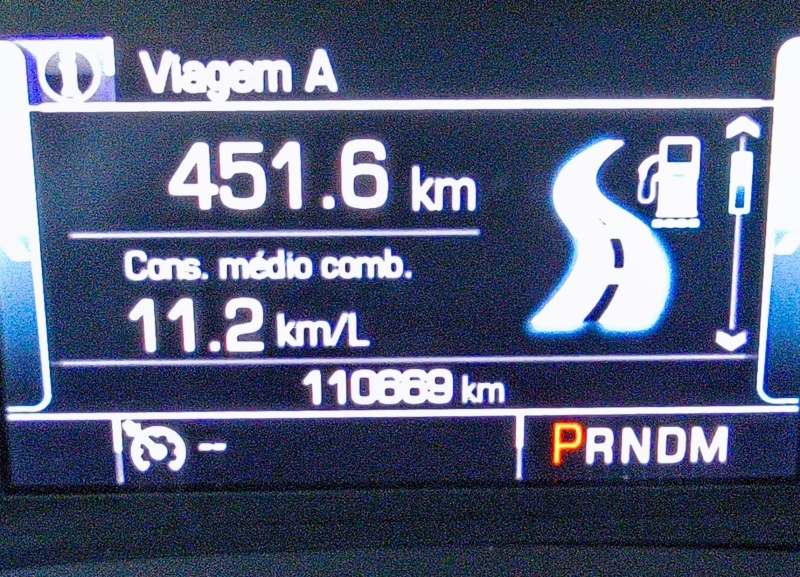 Viagem A
451.6 km
Cons. médio comb.
11.2 km/L
110669 km
--
PRNDM